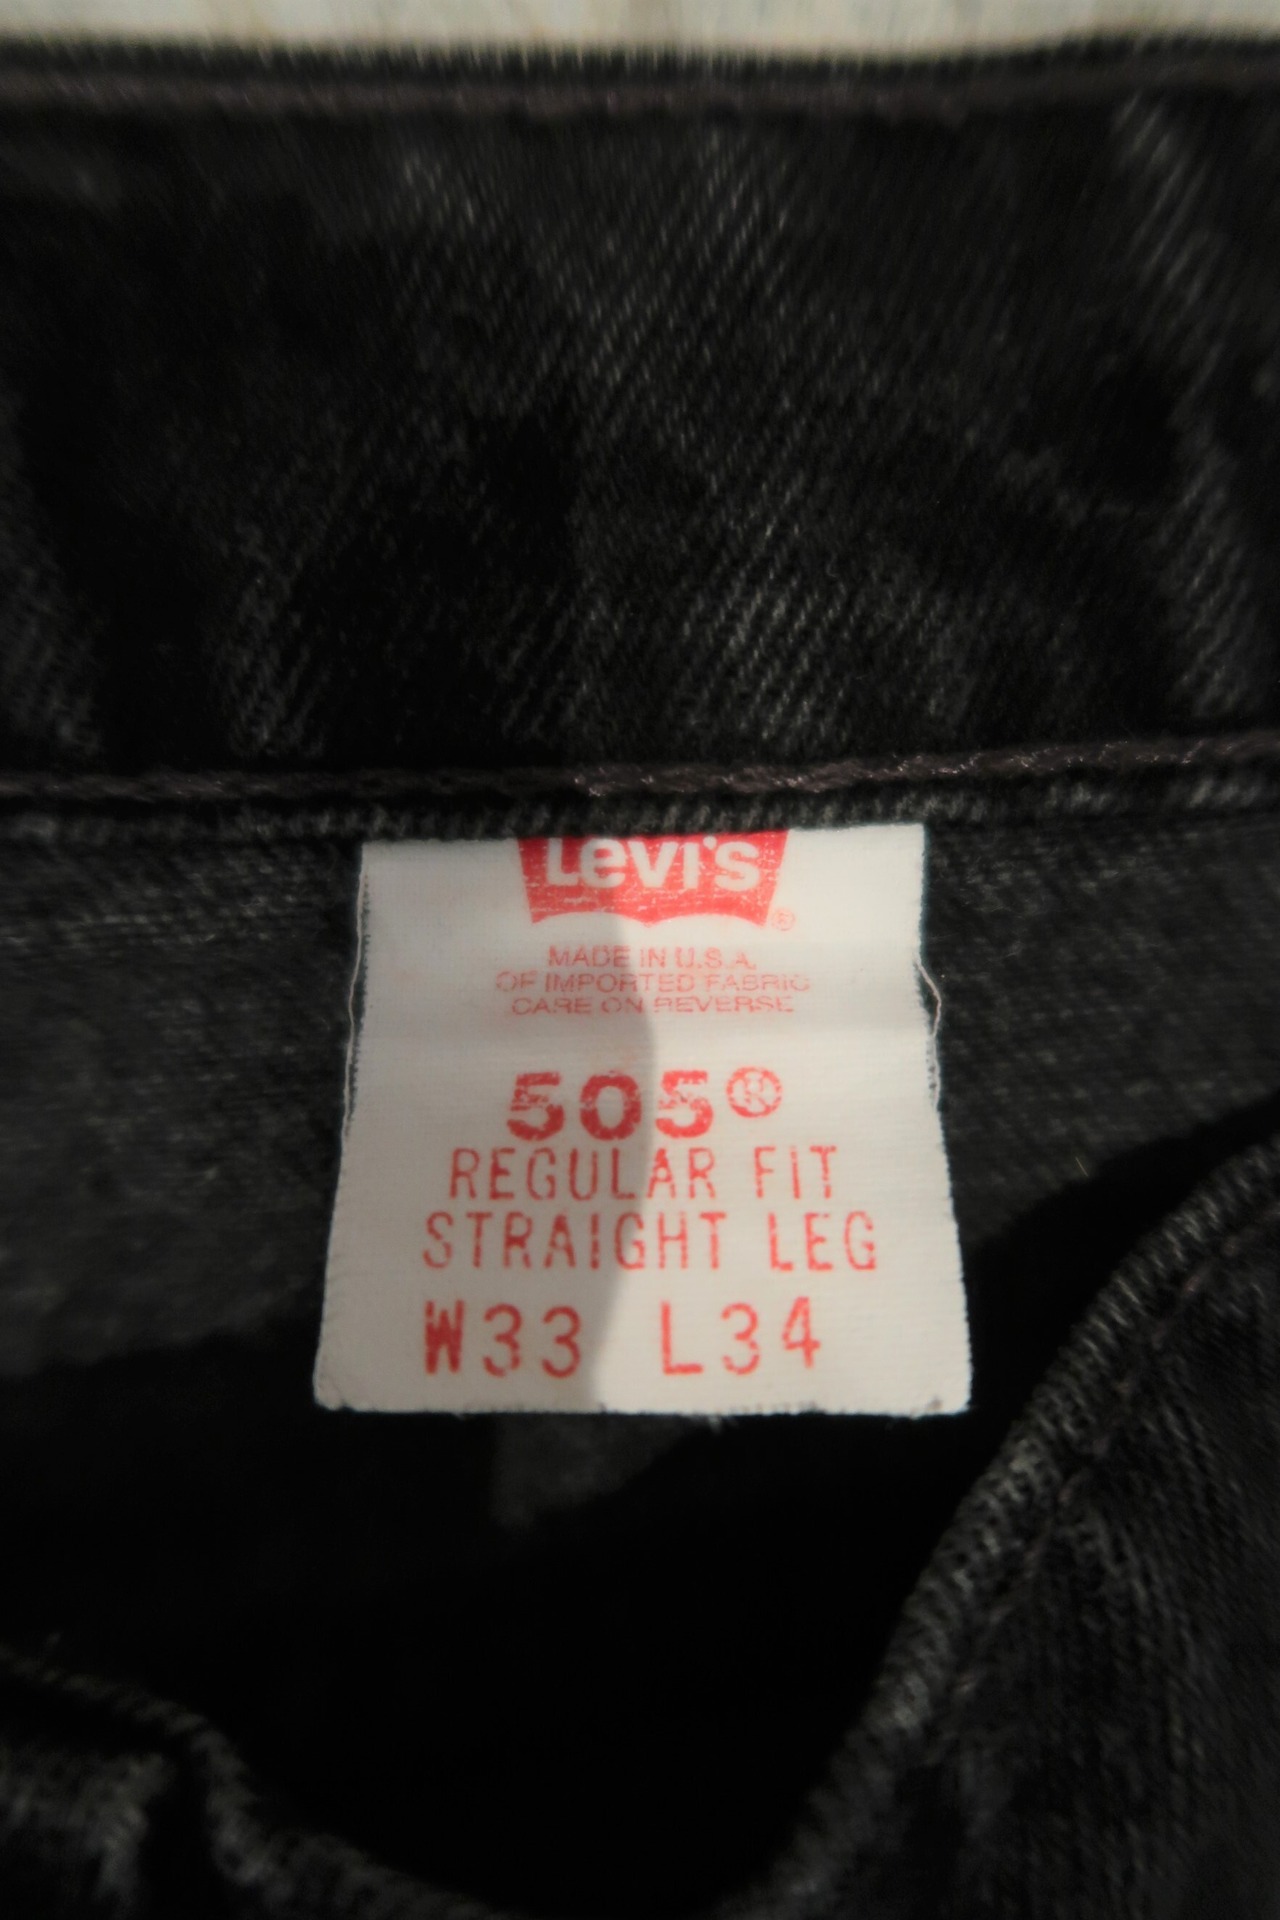 Levi's
®
MADE IN U.S.A.
OF IMPORTED FABRIC
CARE ON REVERSE
505®
REGULAR FIT
STRAIGHT LEG
W33 L34